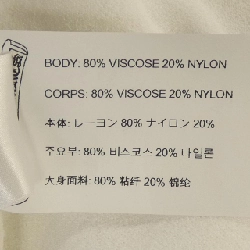 BODY: 80% VISCOSE 20% NYLON
CORPS: 80% VISCOSE 20% NYLON
本体: レーヨン 80% ナイロン 20%
주요부: 80% 비스코스 20% 나일론
大身面料: 80% 粘纤 20% 锦纶